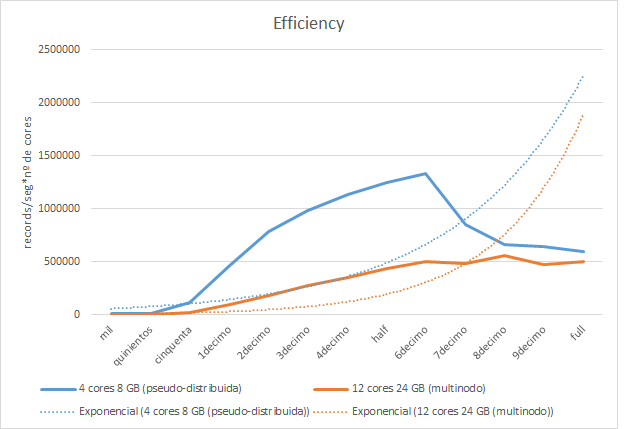 Efficiency
records/seg*nº de cores
2500000
2000000
1500000
1000000
500000
0
mil
quinientos
cinquenta
1decimo
2decimo
3decimo
4decimo
half
6decimo
7decimo
8decimo
9decimo
full
4 cores 8 GB (pseudo-distribuida)
12 cores 24 GB (multinodo)
Exponencial (4 cores 8 GB (pseudo-distribuida))
Exponencial (12 cores 24 GB (multinodo))